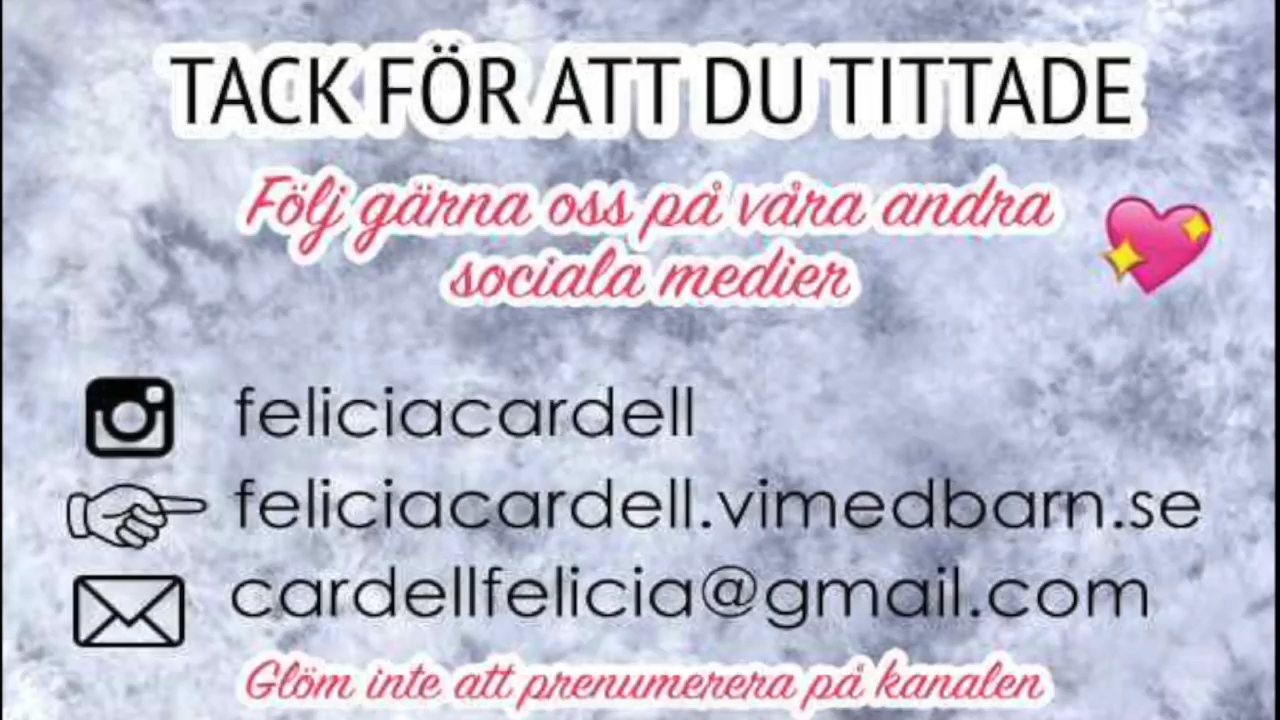 TACK FÖR ATT DU TITTADE
Följ gärna oss på våra andra
sociala medier
feliciacardell
feliciacardell.vimedbarn.se
cardellfelicia@gmail.com
Glöm inte att prenumerera på kanalen